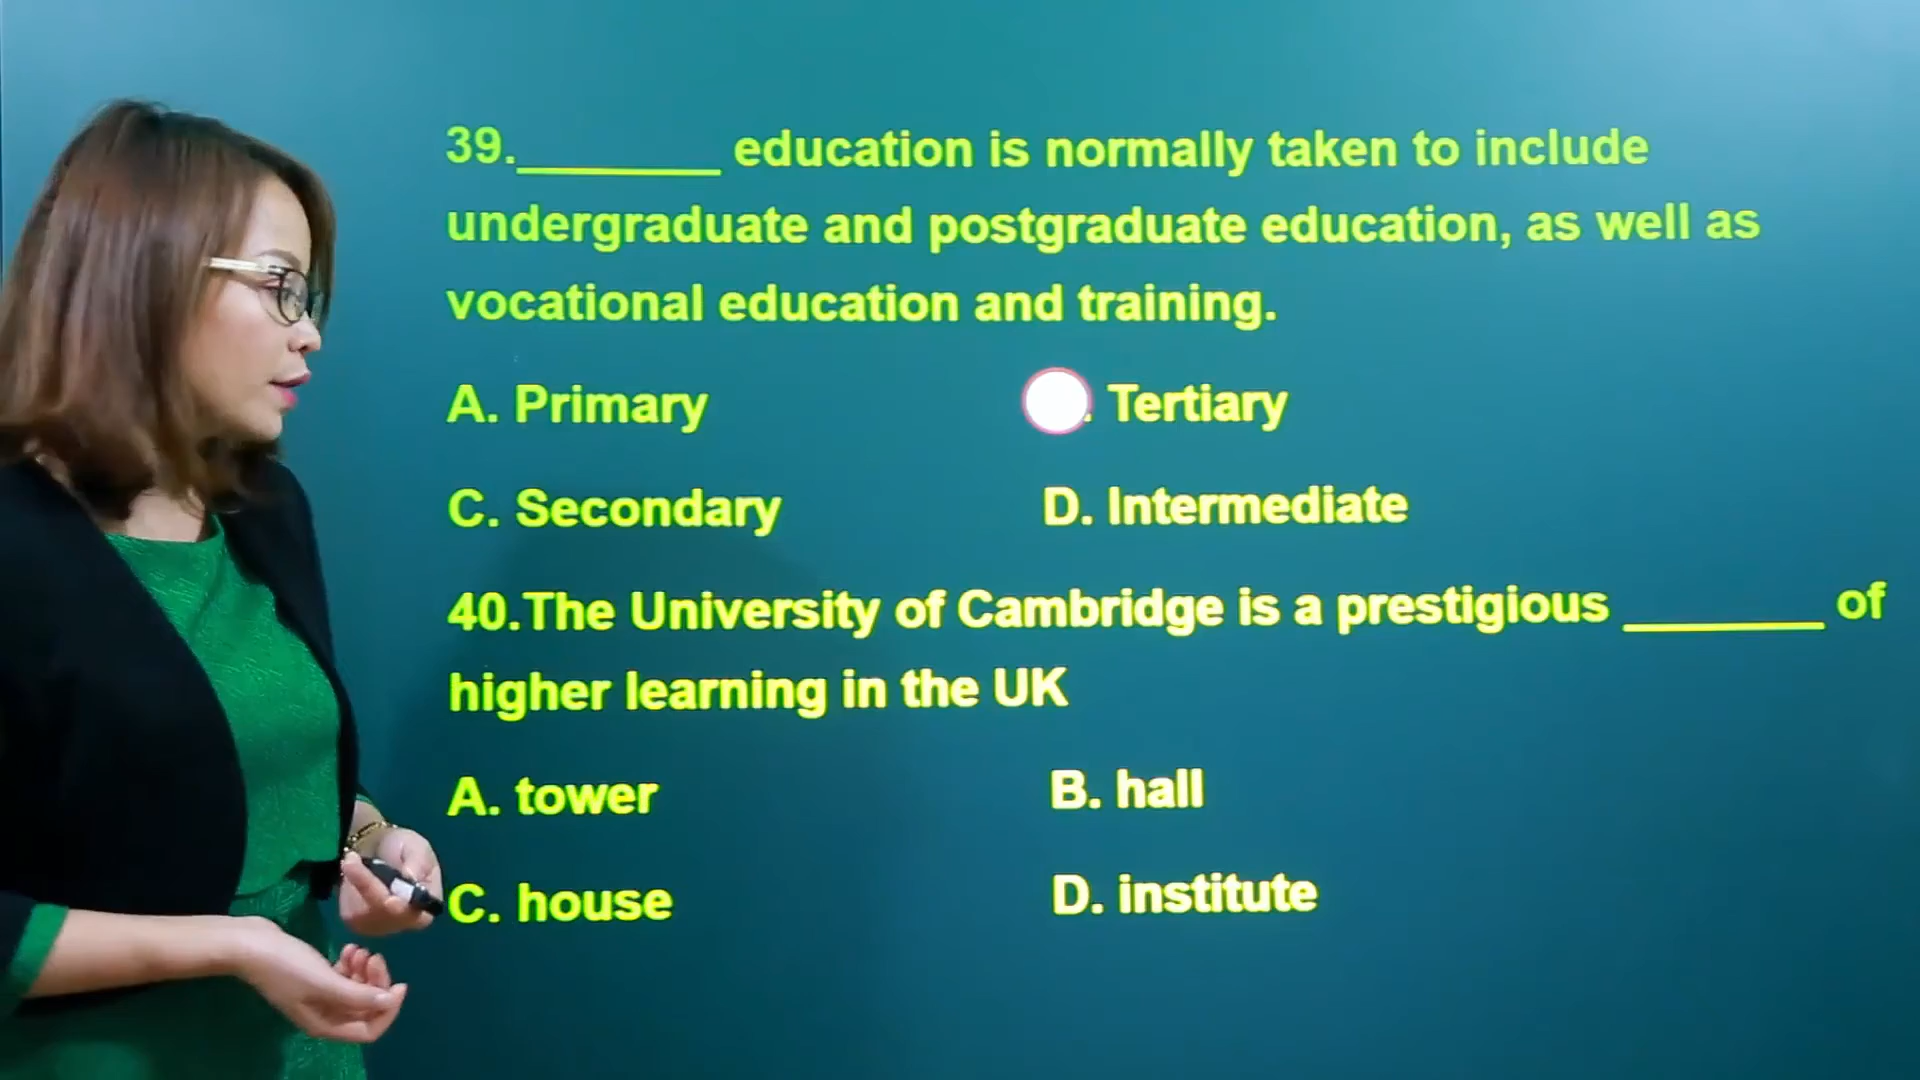 39._______ education is normally taken to include
undergraduate and postgraduate education, as well as
vocational education and training.
A. Primary
. Tertiary
C. Secondary
D. Intermediate
40.The University of Cambridge is a prestigious _______ of
higher learning in the UK
A. tower
B. hall
C. house
D. institute